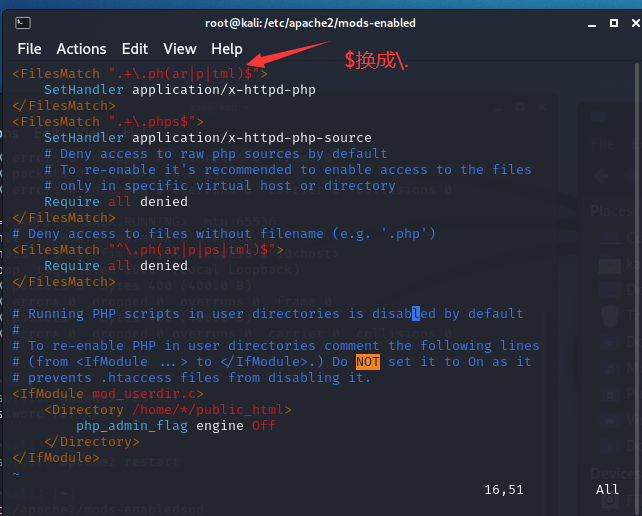 root@kali:/etc/apache2/mods-enabled
File Actions Edit View Help
<FilesMatch ".+\.ph(ar|p|tml)$">
$换成\.
    SetHandler application/x-httpd-php
</FilesMatch>
<FilesMatch ".+\.phps$">
    SetHandler application/x-httpd-php-source
    # Deny access to raw php sources by default
    # To re-enable it's recommended to enable access to the files
    # only in specific virtual host or directory
    Require all denied
</FilesMatch>
# Deny access to files without filename (e.g. '.php')
<FilesMatch "^\.ph(ar|p|ps|tml)$">
    Require all denied
</FilesMatch>
# Running PHP scripts in user directories is disabled by default
#
# To re-enable PHP in user directories comment the following lines
# (from <IfModule ...> to </IfModule>.) Do NOT set it to On as it
# prevents .htaccess files from disabling it.
<IfModule mod_userdir.c>
    <Directory /home/*/public_html>
        php_admin_flag engine Off
    </Directory>
</IfModule>
~
16,51 All